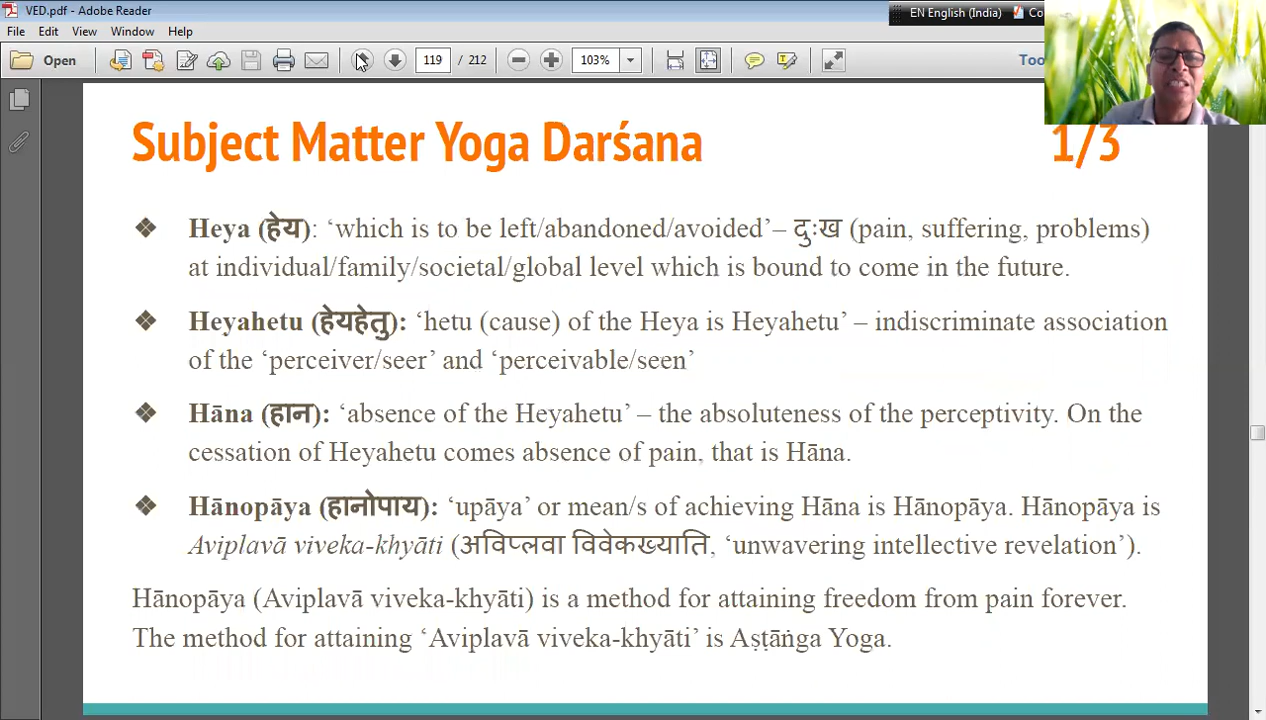 VED.pdf - Adobe Reader
EN English (India) Co
File Edit View Window Help
Open 119 / 212 103% Too
Subject Matter Yoga Darśana 1/3
❖ Heya (हेय): ‘which is to be left/abandoned/avoided’– दुःख (pain, suffering, problems)
at individual/family/societal/global level which is bound to come in the future.
❖ Heyahetu (हेयहेतु): ‘hetu (cause) of the Heya is Heyahetu’ – indiscriminate association
of the ‘perceiver/seer’ and ‘perceivable/seen’
❖ Hāna (हान): ‘absence of the Heyahetu’ – the absoluteness of the perceptivity. On the
cessation of Heyahetu comes absence of pain, that is Hāna.
❖ Hānopāya (हानोपाय): ‘upāya’ or mean/s of achieving Hāna is Hānopāya. Hānopāya is
Aviplavā viveka-khyāti (अविप्लवा विवेकख्याति, ‘unwavering intellective revelation’).
Hānopāya (Aviplavā viveka-khyāti) is a method for attaining freedom from pain forever.
The method for attaining ‘Aviplavā viveka-khyāti’ is Aṣṭāṅga Yoga.